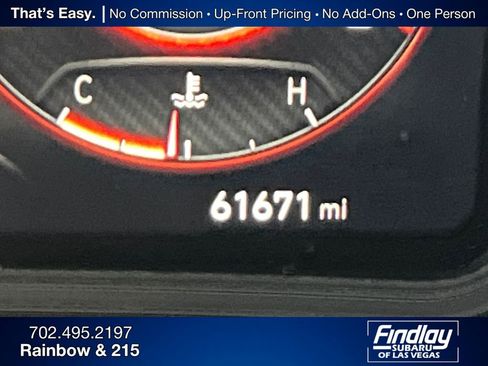 That's Easy. | No Commission • Up-Front Pricing • No Add-Ons • One Person
C H
61671 mi
702.495.2197
Rainbow & 215
Findlay
SUBARU
OF LAS VEGAS